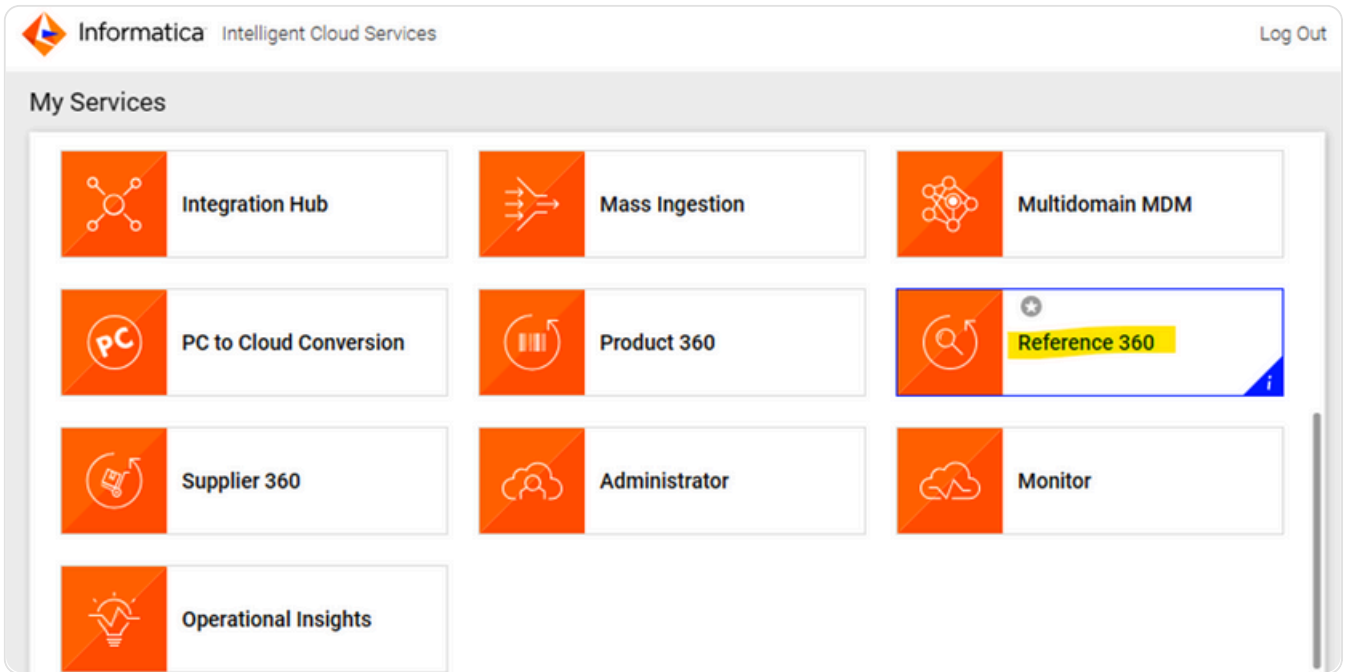 Informatica Intelligent Cloud Services
Log Out
My Services
Integration Hub
Mass Ingestion
Multidomain MDM
PC to Cloud Conversion
PC
Product 360
Reference 360
i
Supplier 360
Administrator
Monitor
Operational Insights